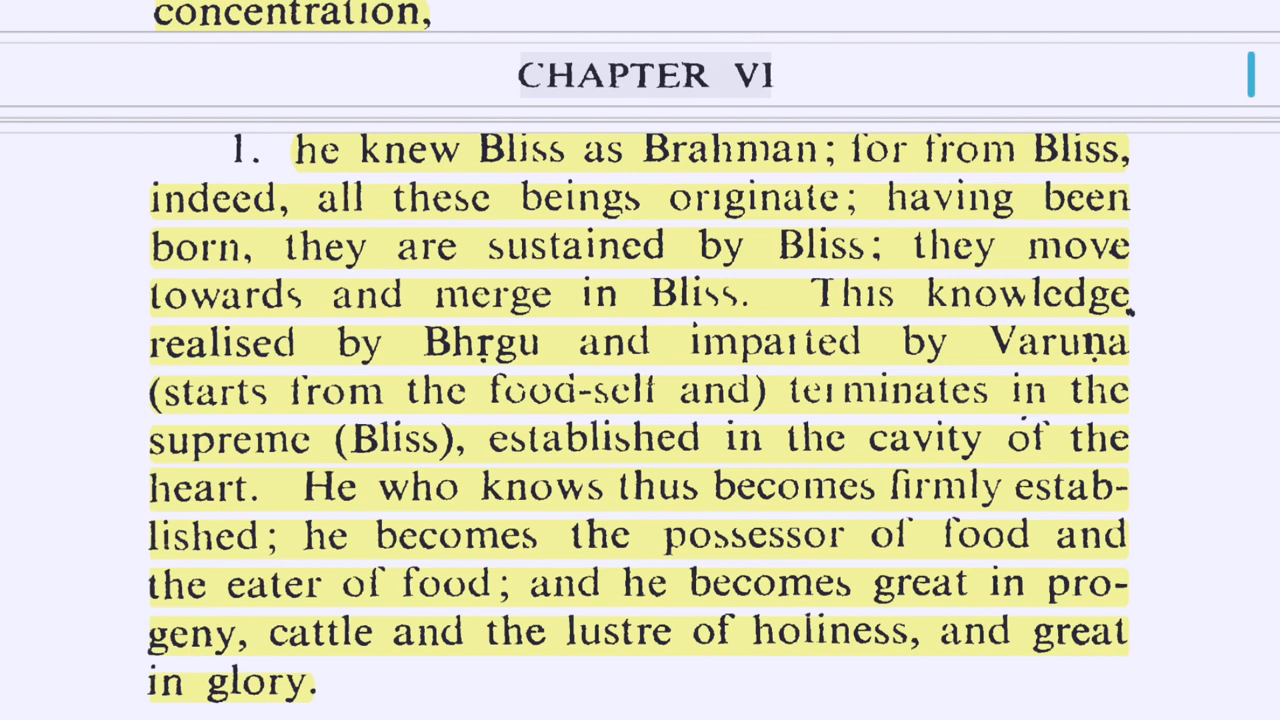 concentration,
CHAPTER VI
1. he knew Bliss as Brahman; for from Bliss,
indeed, all these beings originate; having been
born, they are sustained by Bliss; they move
towards and merge in Bliss. This knowledge
realised by Bhṛgu and imparted by Varuṇa
(starts from the food-self and) terminates in the
supreme (Bliss), established in the cavity of the
heart. He who knows thus becomes firmly estab-
lished; he becomes the possessor of food and
the eater of food; and he becomes great in pro-
geny, cattle and the lustre of holiness, and great
in glory.